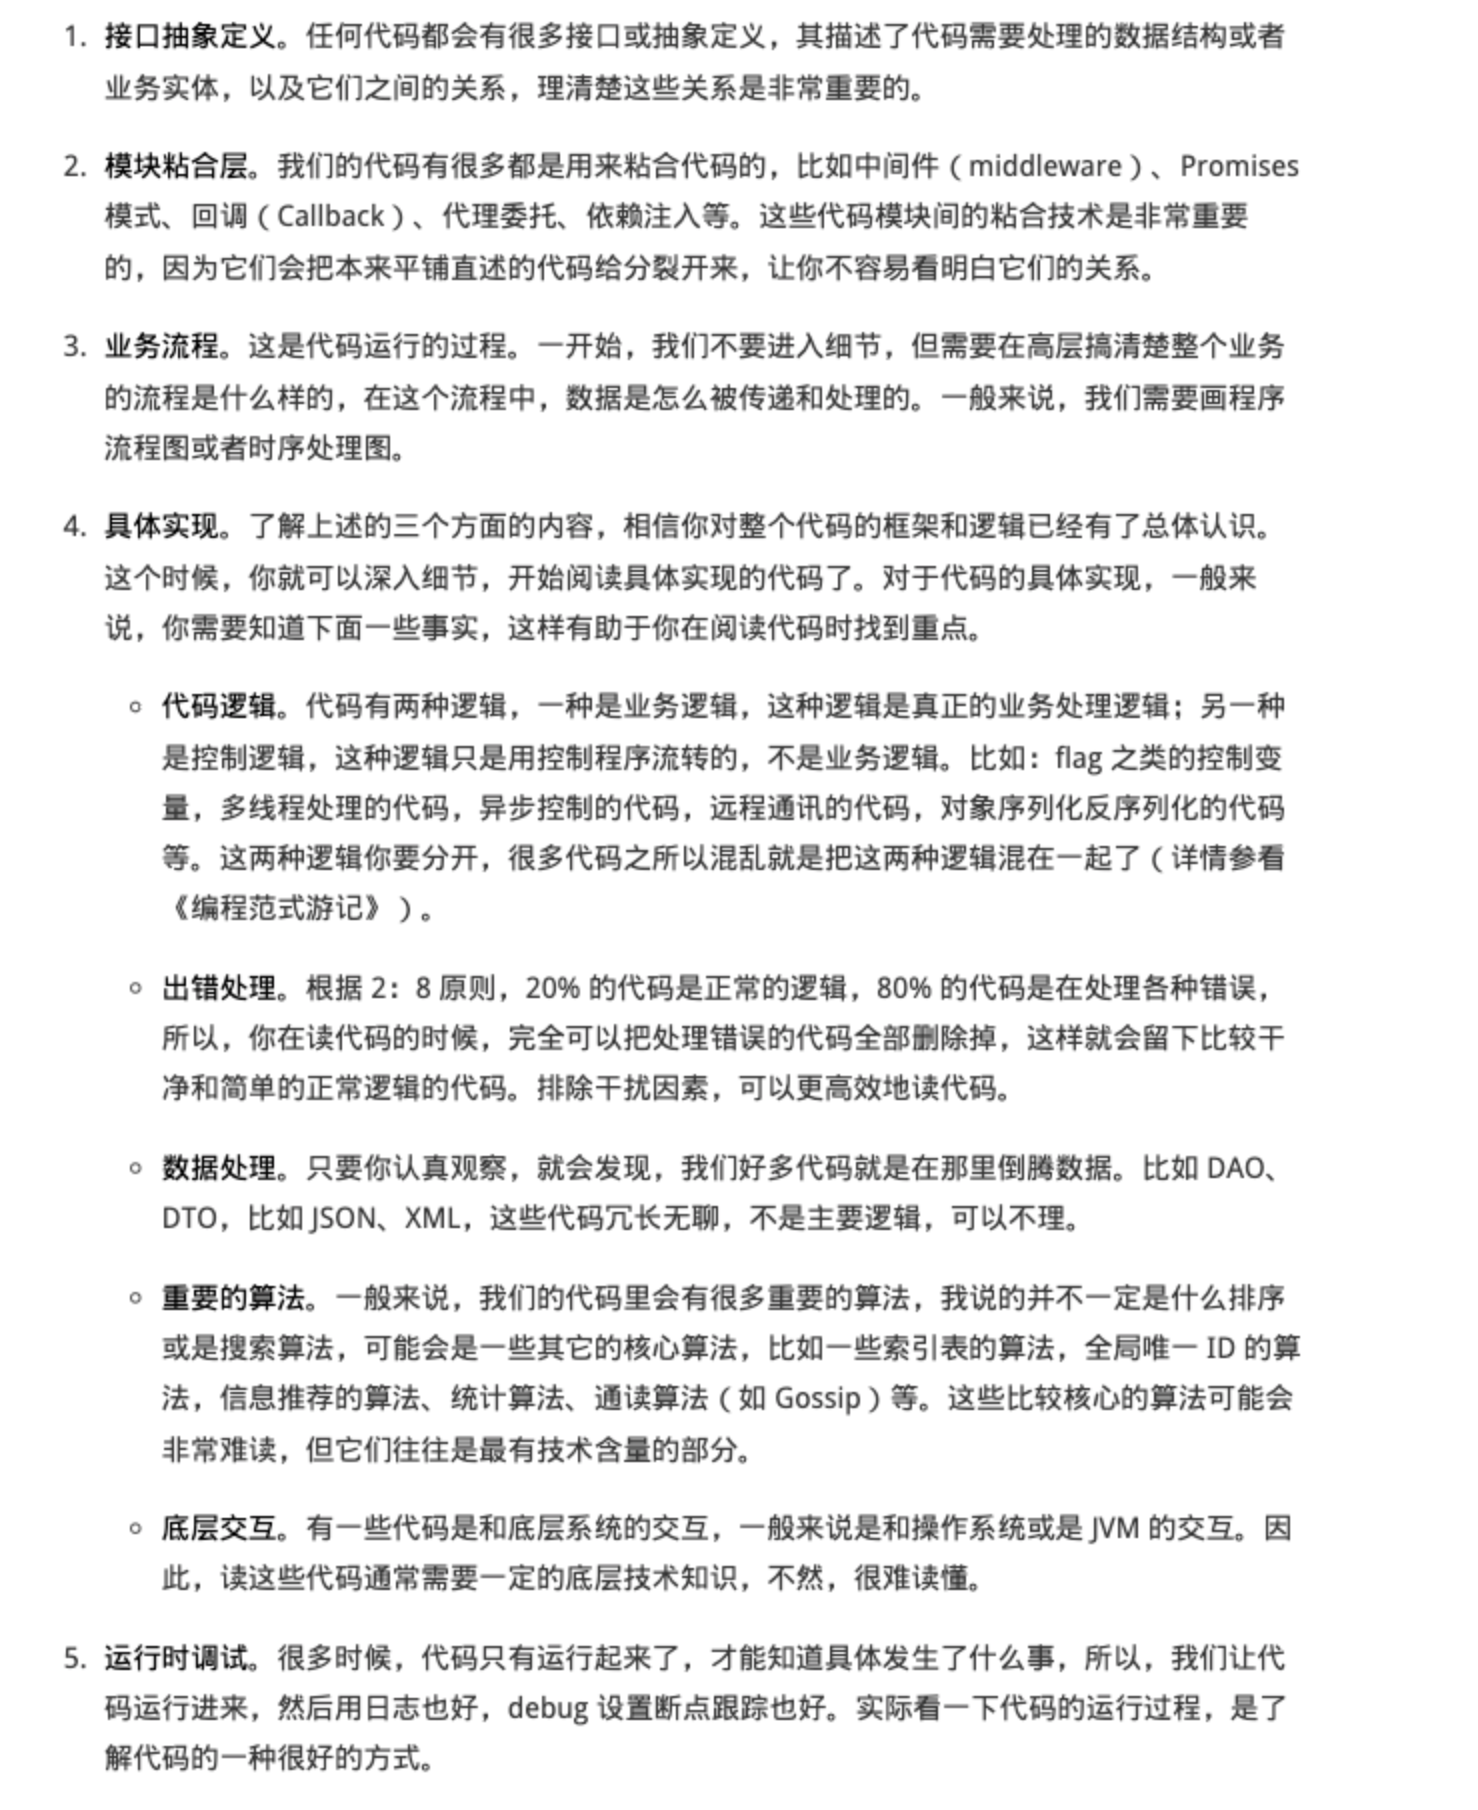 1. 接口抽象定义。任何代码都会有很多接口或抽象定义，其描述了代码需要处理的数据结构或者
业务实体，以及它们之间的关系，理清楚这些关系是非常重要的。
2. 模块粘合层。我们的代码有很多都是用来粘合代码的，比如中间件（middleware）、Promises
模式、回调（Callback）、代理委托、依赖注入等。这些代码模块间的粘合技术是非常重要
的，因为它们会把本来平铺直述的代码给分裂开来，让你不容易看明白它们的关系。
3. 业务流程。这是代码运行的过程。一开始，我们不要进入细节，但需要在高层搞清楚整个业务
的流程是什么样的，在这个流程中，数据是怎么被传递和处理的。一般来说，我们需要画程序
流程图或者时序处理图。
4. 具体实现。了解上述的三个方面的内容，相信你对整个代码的框架和逻辑已经有了总体认识。
这个时候，你就可以深入细节，开始阅读具体实现的代码了。对于代码的具体实现，一般来
说，你需要知道下面一些事实，这样有助于你在阅读代码时找到重点。
◦ 代码逻辑。代码有两种逻辑，一种是业务逻辑，这种逻辑是真正的业务处理逻辑；另一种
是控制逻辑，这种逻辑只是用控制程序流转的，不是业务逻辑。比如：flag 之类的控制变
量，多线程处理的代码，异步控制的代码，远程通讯的代码，对象序列化反序列化的代码
等。这两种逻辑你要分开，很多代码之所以混乱就是把这两种逻辑混在一起了（详情参看
《编程范式游记》）。
◦ 出错处理。根据 2：8 原则，20% 的代码是正常的逻辑，80% 的代码是在处理各种错误，
所以，你在读代码的时候，完全可以把处理错误的代码全部删除掉，这样就会留下比较干
净和简单的正常逻辑的代码。排除干扰因素，可以更高效地读代码。
◦ 数据处理。只要你认真观察，就会发现，我们好多代码就是在那里倒腾数据。比如 DAO、
DTO，比如 JSON、XML，这些代码冗长无聊，不是主要逻辑，可以不理。
◦ 重要的算法。一般来说，我们的代码里会有很多重要的算法，我说的并不一定是什么排序
或是搜索算法，可能会是一些其它的核心算法，比如一些索引表的算法，全局唯一 ID 的算
法，信息推荐的算法、统计算法、通读算法（如 Gossip）等。这些比较核心的算法可能会
非常难读，但它们往往是最有技术含量的部分。
◦ 底层交互。有一些代码是和底层系统的交互，一般来说是和操作系统或是 JVM 的交互。因
此，读这些代码通常需要一定的底层技术知识，不然，很难读懂。
5. 运行时调试。很多时候，代码只有运行起来了，才能知道具体发生了什么事，所以，我们让代
码运行进来，然后用日志也好，debug 设置断点跟踪也好。实际看一下代码的运行过程，是了
解代码的一种很好的方式。